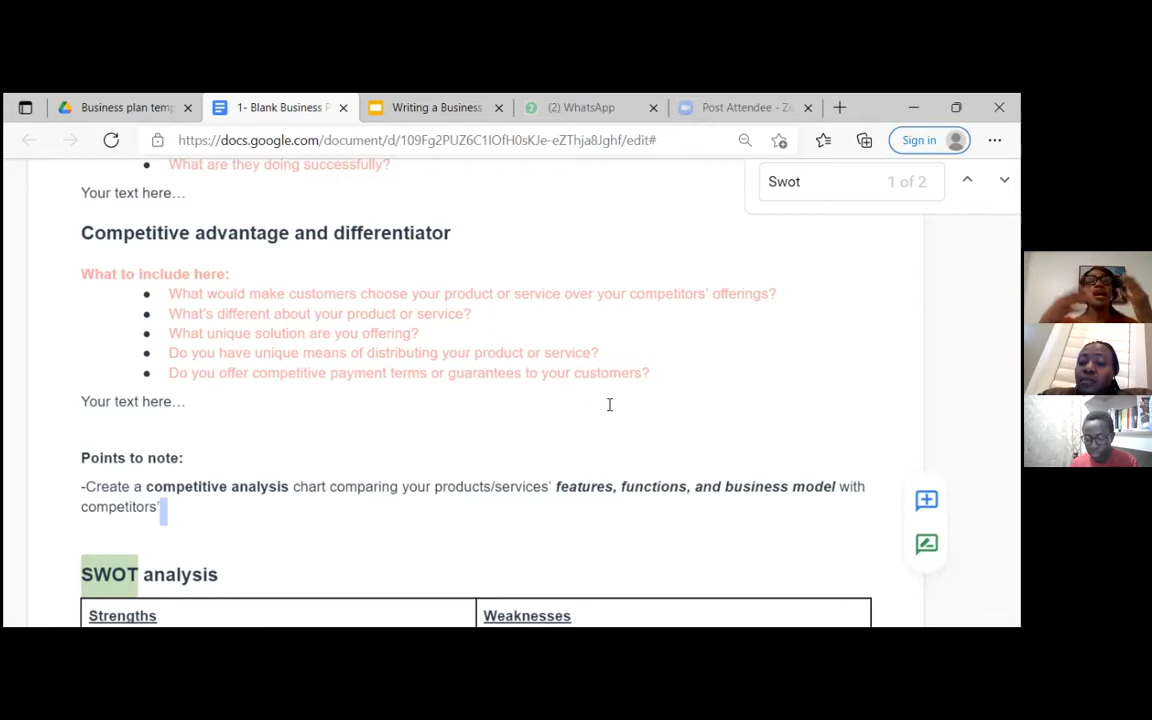 Business plan temp
1- Blank Business P
Writing a Business
(2) WhatsApp
Post Attendee - Zo
https://docs.google.com/document/d/109Fg2PUZ6C1IOfH0sKJe-eZThja8Jghf/edit#
Sign in
What are they doing successfully?
Swot 1 of 2
Your text here…
Competitive advantage and differentiator
What to include here:
What would make customers choose your product or service over your competitors' offerings?
What's different about your product or service?
What unique solution are you offering?
Do you have unique means of distributing your product or service?
Do you offer competitive payment terms or guarantees to your customers?
Your text here…
Points to note:
-Create a competitive analysis chart comparing your products/services' features, functions, and business model with
competitors'
SWOT analysis
Strengths
Weaknesses